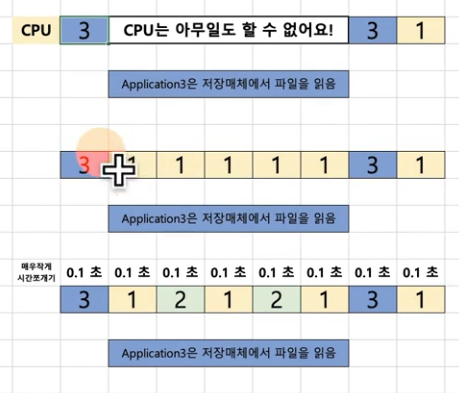 CPU 3 CPU는 아무일도 할 수 없어요! 3 1
Application3은 저장매체에서 파일을 읽음
3 1 1 1 1 1 3 1
Application3은 저장매체에서 파일을 읽음
매우작게
시간쪼개기
0.1 초 0.1 초 0.1 초 0.1 초 0.1 초 0.1 초 0.1 초 0.1 초
3 1 2 1 2 1 3 1
Application3은 저장매체에서 파일을 읽음